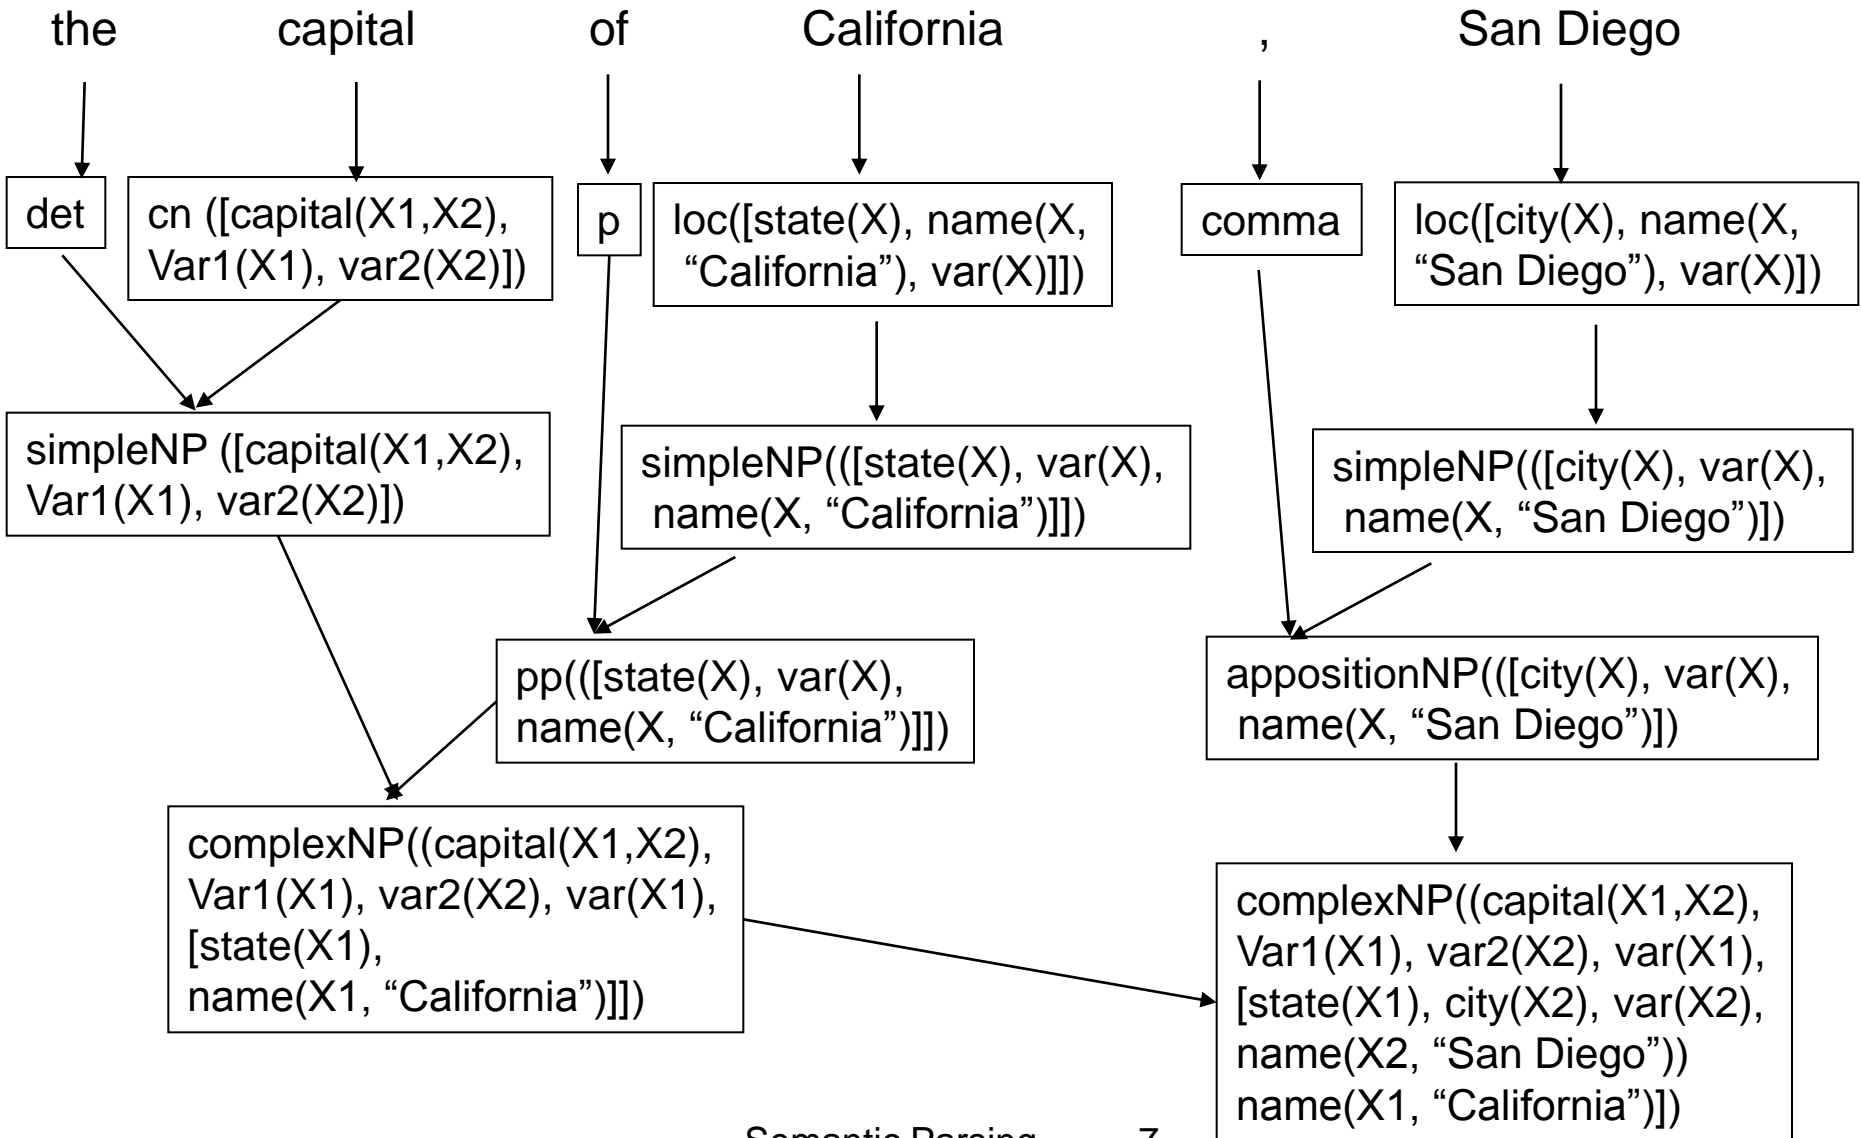 the capital of California , San Diego
det
cn ([capital(X1,X2),
Var1(X1), var2(X2)])
p
loc([state(X), name(X,
“California”), var(X)]])
comma
loc([city(X), name(X,
“San Diego”), var(X)])
simpleNP ([capital(X1,X2),
Var1(X1), var2(X2)])
simpleNP(([state(X), var(X),
name(X, “California”)]])
simpleNP(([city(X), var(X),
name(X, “San Diego”)])
pp(([state(X), var(X),
name(X, “California”)]])
appositionNP(([city(X), var(X),
name(X, “San Diego”)])
complexNP((capital(X1,X2),
Var1(X1), var2(X2), var(X1),
[state(X1),
name(X1, “California”)]])
complexNP((capital(X1,X2),
Var1(X1), var2(X2), var(X1),
[state(X1), city(X2), var(X2),
name(X2, “San Diego”))
name(X1, “California”)])
Semantic Parsing 7